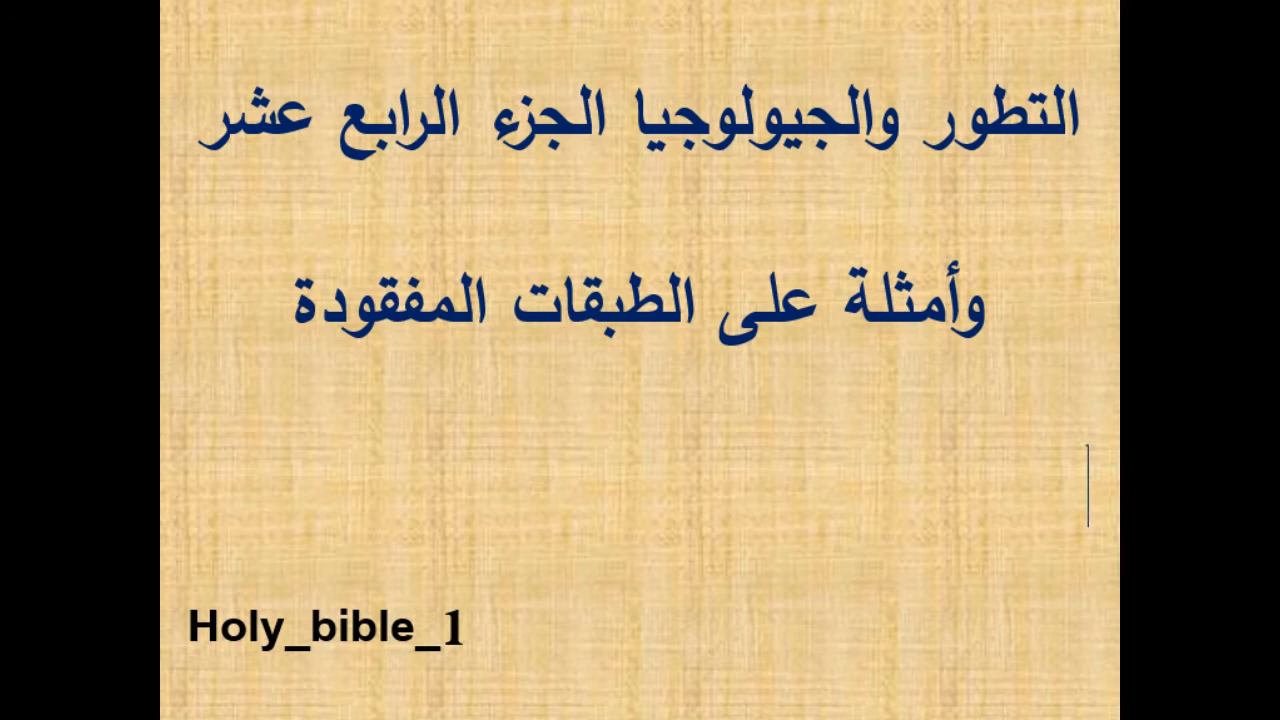 التطور والجيولوجيا الجزء الرابع عشر
وأمثلة على الطبقات المفقودة
Holy_bible_1